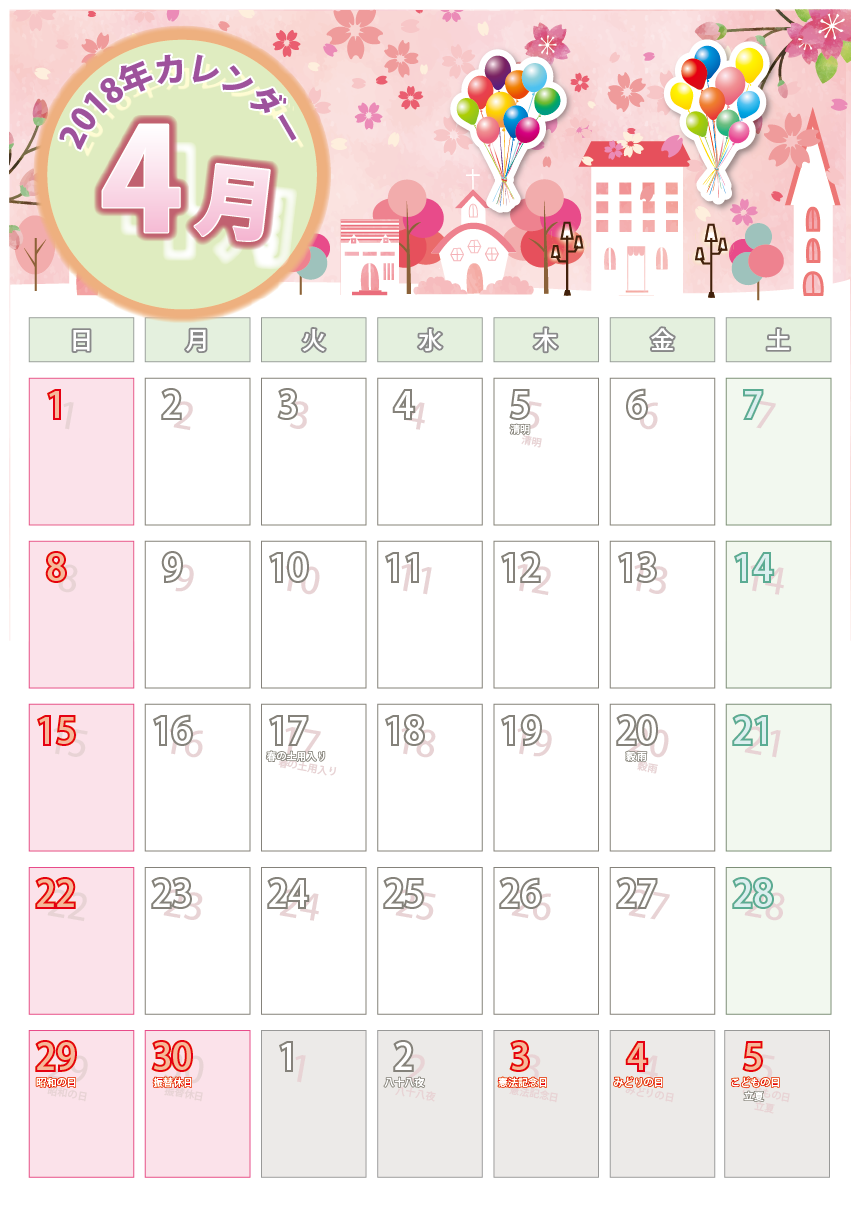 2018年カレンダー
4月
日 月 火 水 木 金 土
1 2 3 4 5 6 7
清明
8 9 10 11 12 13 14
15 16 17 18 19 20 21
春の土用入り 穀雨
22 23 24 25 26 27 28
29 30 1 2 3 4 5
昭和の日 振替休日 八十八夜 憲法記念日 みどりの日 こどもの日
立夏